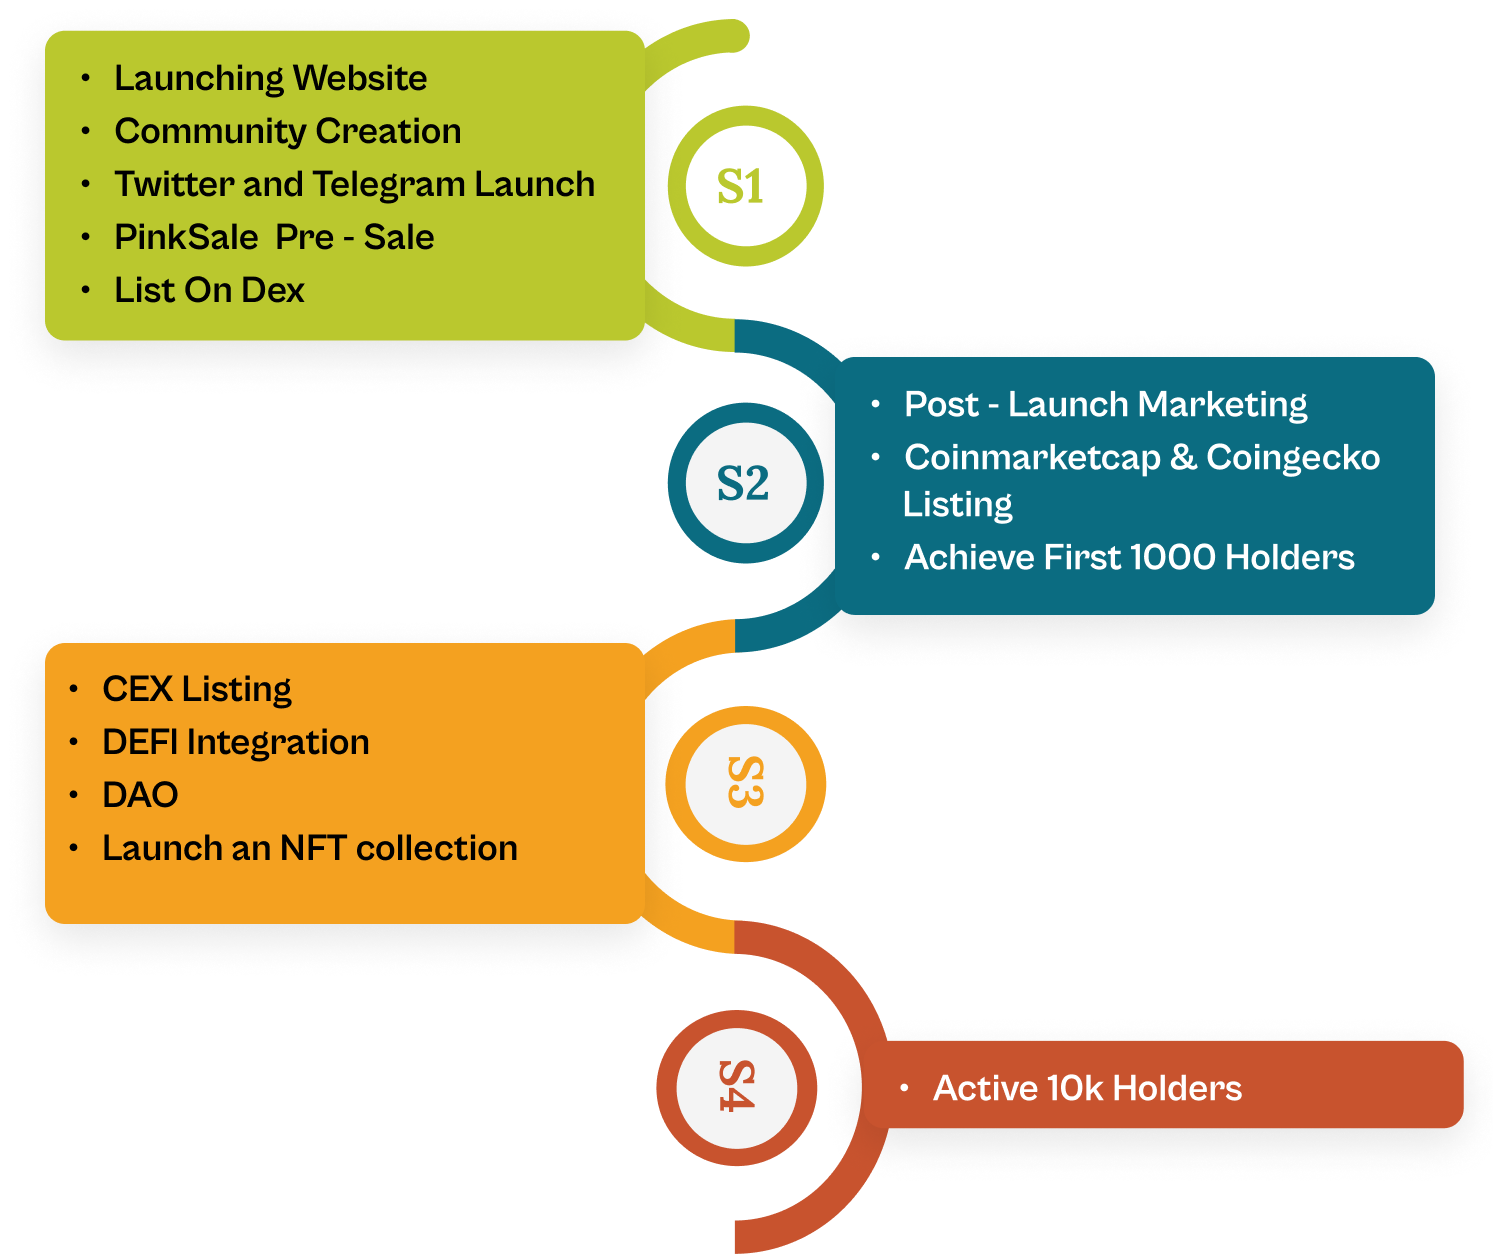 • Launching Website
• Community Creation
• Twitter and Telegram Launch
• PinkSale  Pre - Sale
• List On Dex
S1
S2
• Post - Launch Marketing
• Coinmarketcap & Coingecko
Listing
• Achieve First 1000 Holders
• CEX Listing
• DEFI Integration
• DAO
• Launch an NFT collection
S3
S4
• Active 10k Holders